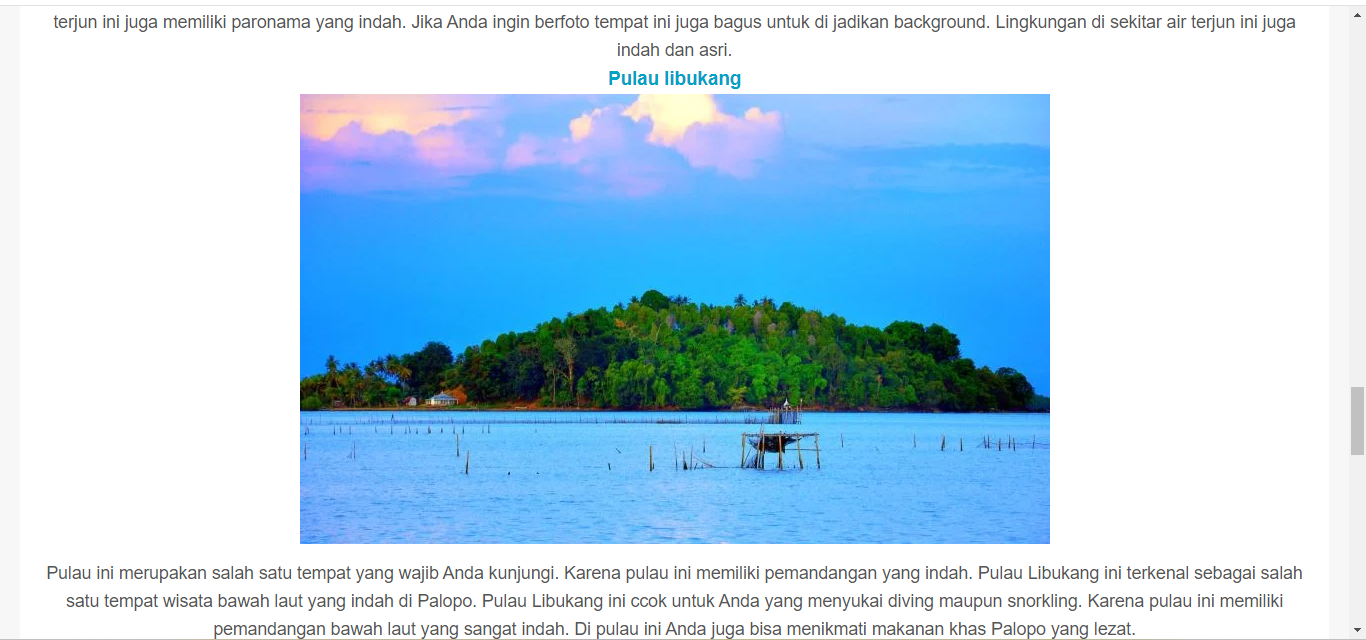 terjun ini juga memiliki paronama yang indah. Jika Anda ingin berfoto tempat ini juga bagus untuk di jadikan background. Lingkungan di sekitar air terjun ini juga
indah dan asri.
Pulau libukang
Pulau ini merupakan salah satu tempat yang wajib Anda kunjungi. Karena pulau ini memiliki pemandangan yang indah. Pulau Libukang ini terkenal sebagai salah
satu tempat wisata bawah laut yang indah di Palopo. Pulau Libukang ini ccok untuk Anda yang menyukai diving maupun snorkling. Karena pulau ini memiliki
pemandangan bawah laut yang sangat indah. Di pulau ini Anda juga bisa menikmati makanan khas Palopo yang lezat.